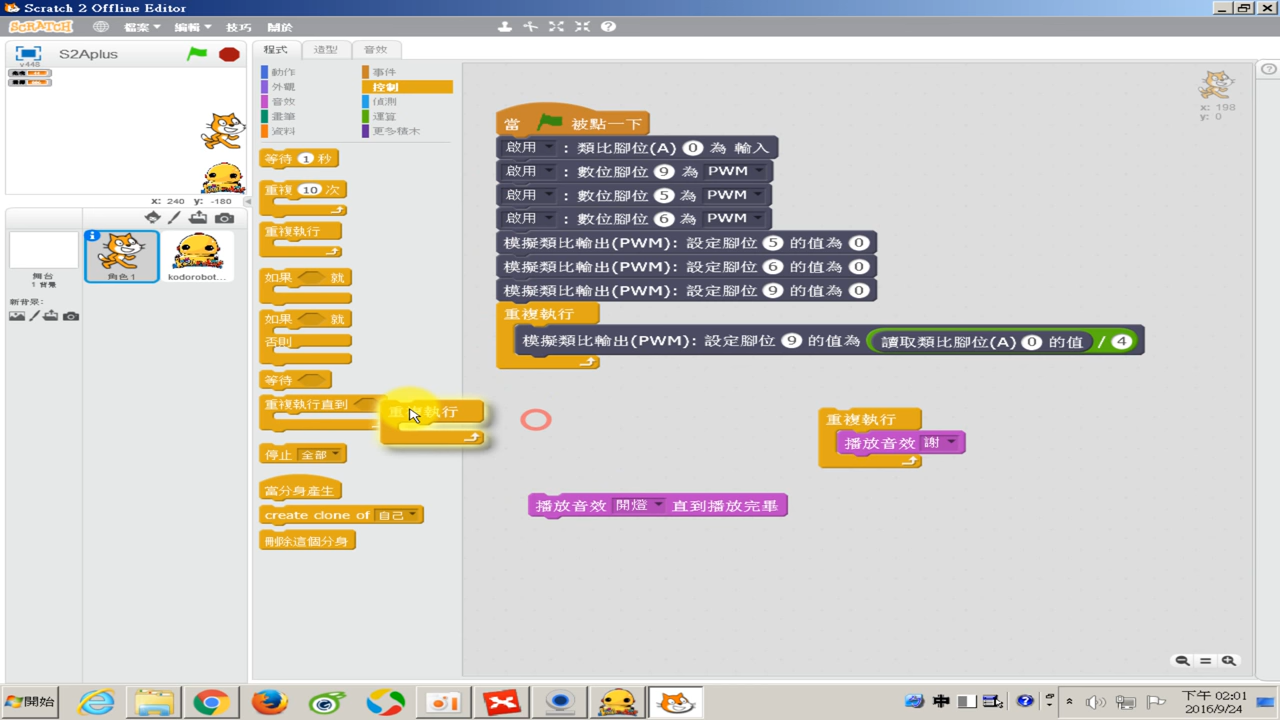 Scratch 2 Offline Editor
SCRATCH 檔案 編輯 技巧 關於
S2Aplus
v448
x: 240 y: -180
角色1
kodorobot...
舞台
1 背景
新背景:
程式 造型 音效
動作 事件
外觀 控制
音效 偵測
畫筆 運算
資料 更多積木
等待 1 秒
重複 10 次
重複執行
如果 就
如果 就
否則
等待
重複執行直到
停止 全部
當分身產生
create clone of 自己
刪除這個分身
重複執行
當 被點一下
啟用 : 類比腳位(A) 0 為 輸入
啟用 : 數位腳位 9 為 PWM
啟用 : 數位腳位 5 為 PWM
啟用 : 數位腳位 6 為 PWM
模擬類比輸出(PWM): 設定腳位 5 的值為 0
模擬類比輸出(PWM): 設定腳位 6 的值為 0
模擬類比輸出(PWM): 設定腳位 9 的值為 0
重複執行
模擬類比輸出(PWM): 設定腳位 9 的值為 讀取類比腳位(A) 0 的值 / 4
重複執行
播放音效 謝
播放音效 開燈 直到播放完畢
x: 198
y: 0
開始
下午 02:01
2016/9/24